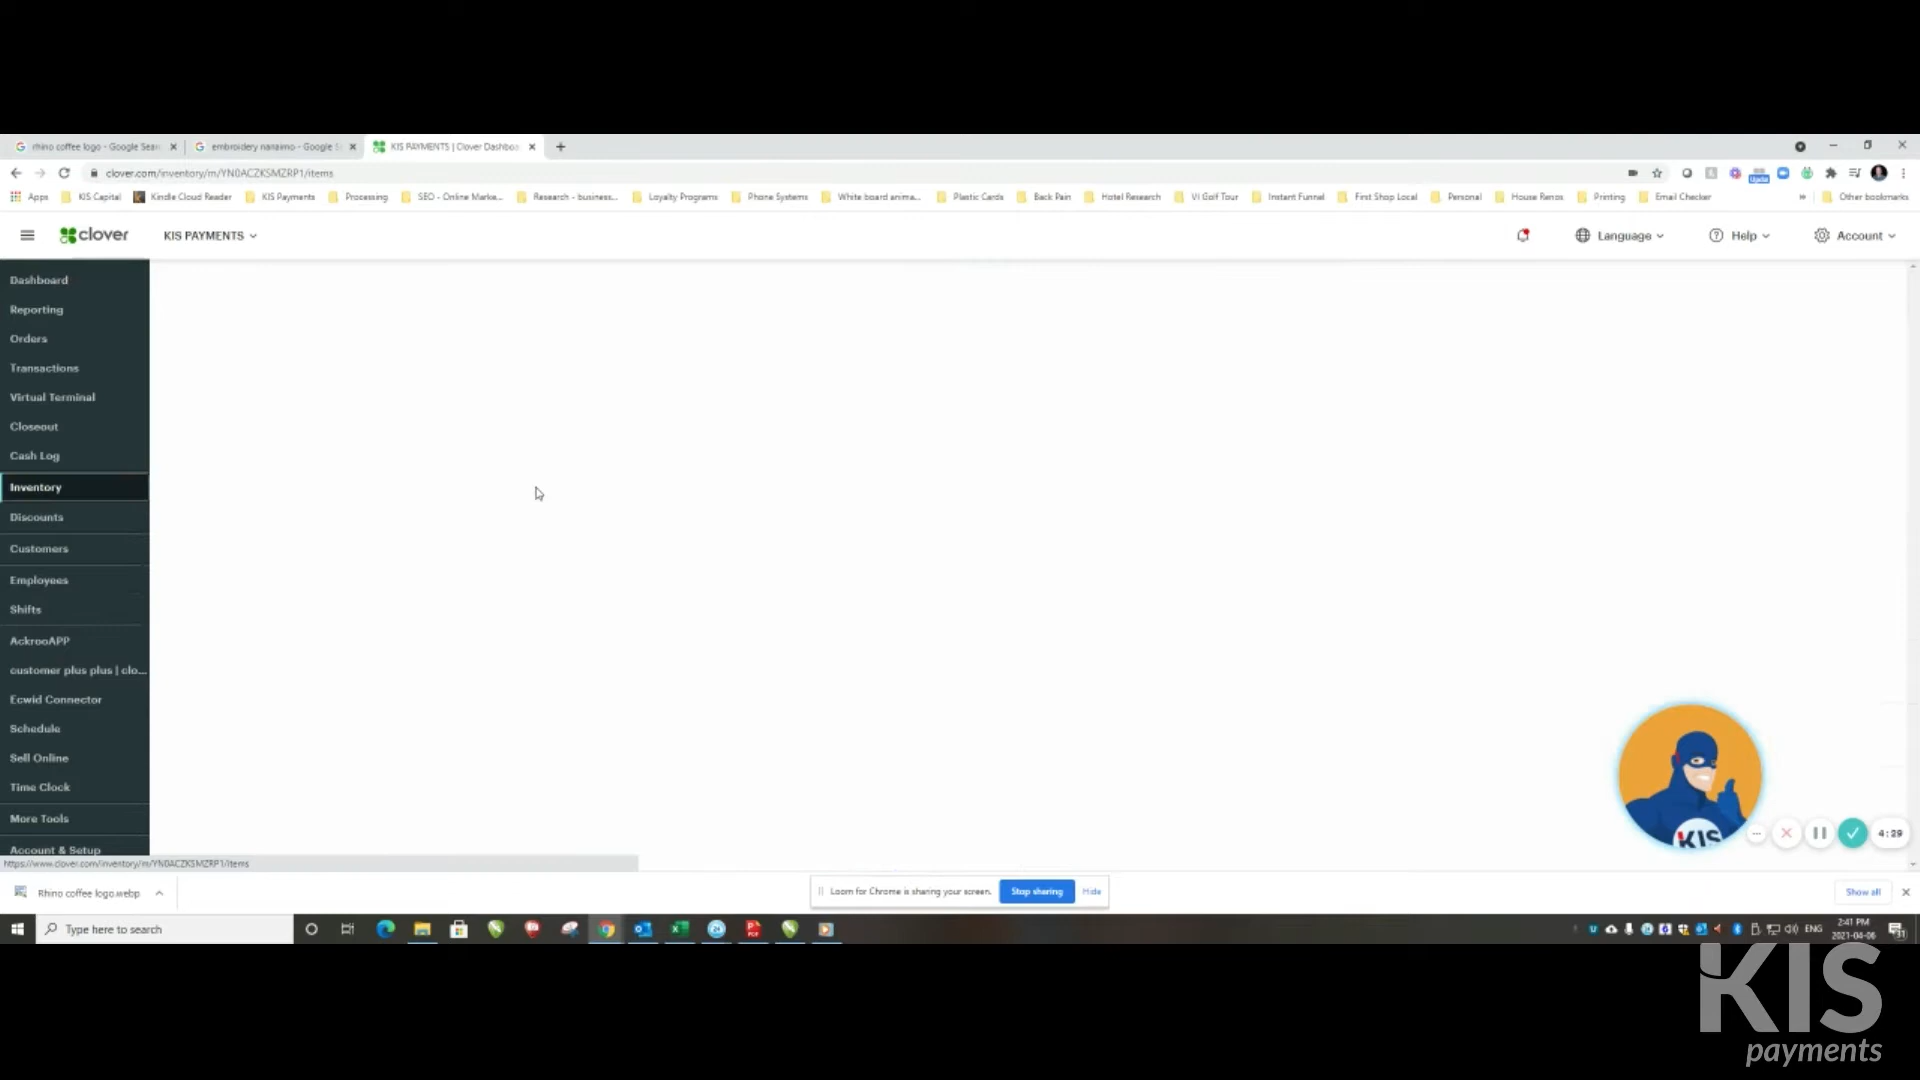 rhino coffee logo - Google Sear
embroidery nanaimo - Google S
KIS PAYMENTS | Clover Dashboa
clover.com/inventory/m/YN0ACZKSMZRP1/items
Apps
KIS Capital
Kindle Cloud Reader
KIS Payments
Processing
SEO - Online Marke...
Research - business...
Loyalty Programs
Phone Systems
White board anima...
Plastic Cards
Back Pain
Hotel Research
VI Golf Tour
Instant Funnel
First Shop Local
Personal
House Renos
Printing
Email Checker
Other bookmarks
clover
KIS PAYMENTS
Language
Help
Account
Dashboard
Reporting
Orders
Transactions
Virtual Terminal
Closeout
Cash Log
Inventory
Discounts
Customers
Employees
Shifts
AckrooAPP
customer plus plus | clo...
Ecwid Connector
Schedule
Sell Online
Time Clock
More Tools
Account & Setup
KIS
4:29
https://www.clover.com/inventory/m/YN0ACZKSMZRP1/items
Rhino coffee logo.webp
Loom for Chrome is sharing your screen.
Stop sharing
Hide
Show all
Type here to search
ENG
2:41 PM
2021-04-06
KIS
payments